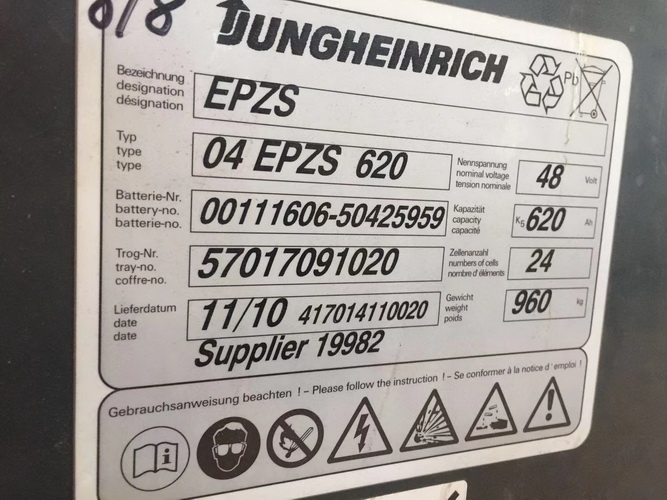 8/8
JUNGHEINRICH
Pb
Bezeichnung
designation
désignation
EPZS
Typ
type
type
04 EPZS 620
Nennspannung
nominal voltage
tension nominale
48 Volt
Batterie-Nr.
battery-no.
batterie-no.
00111606-50425959
Kapazität
capacity
capacité
K5 620 Ah
Trog-Nr.
tray-no.
coffre-no.
57017091020
Zellenanzahl
numbers of cells
nombre d'éléments
24
Lieferdatum
date
date
11/10 417014110020
Gewicht
weight
poids
960 kg
Supplier 19982
Gebrauchsanweisung beachten ! – Please follow the instruction ! – Se conformer à la notice d'emploi !